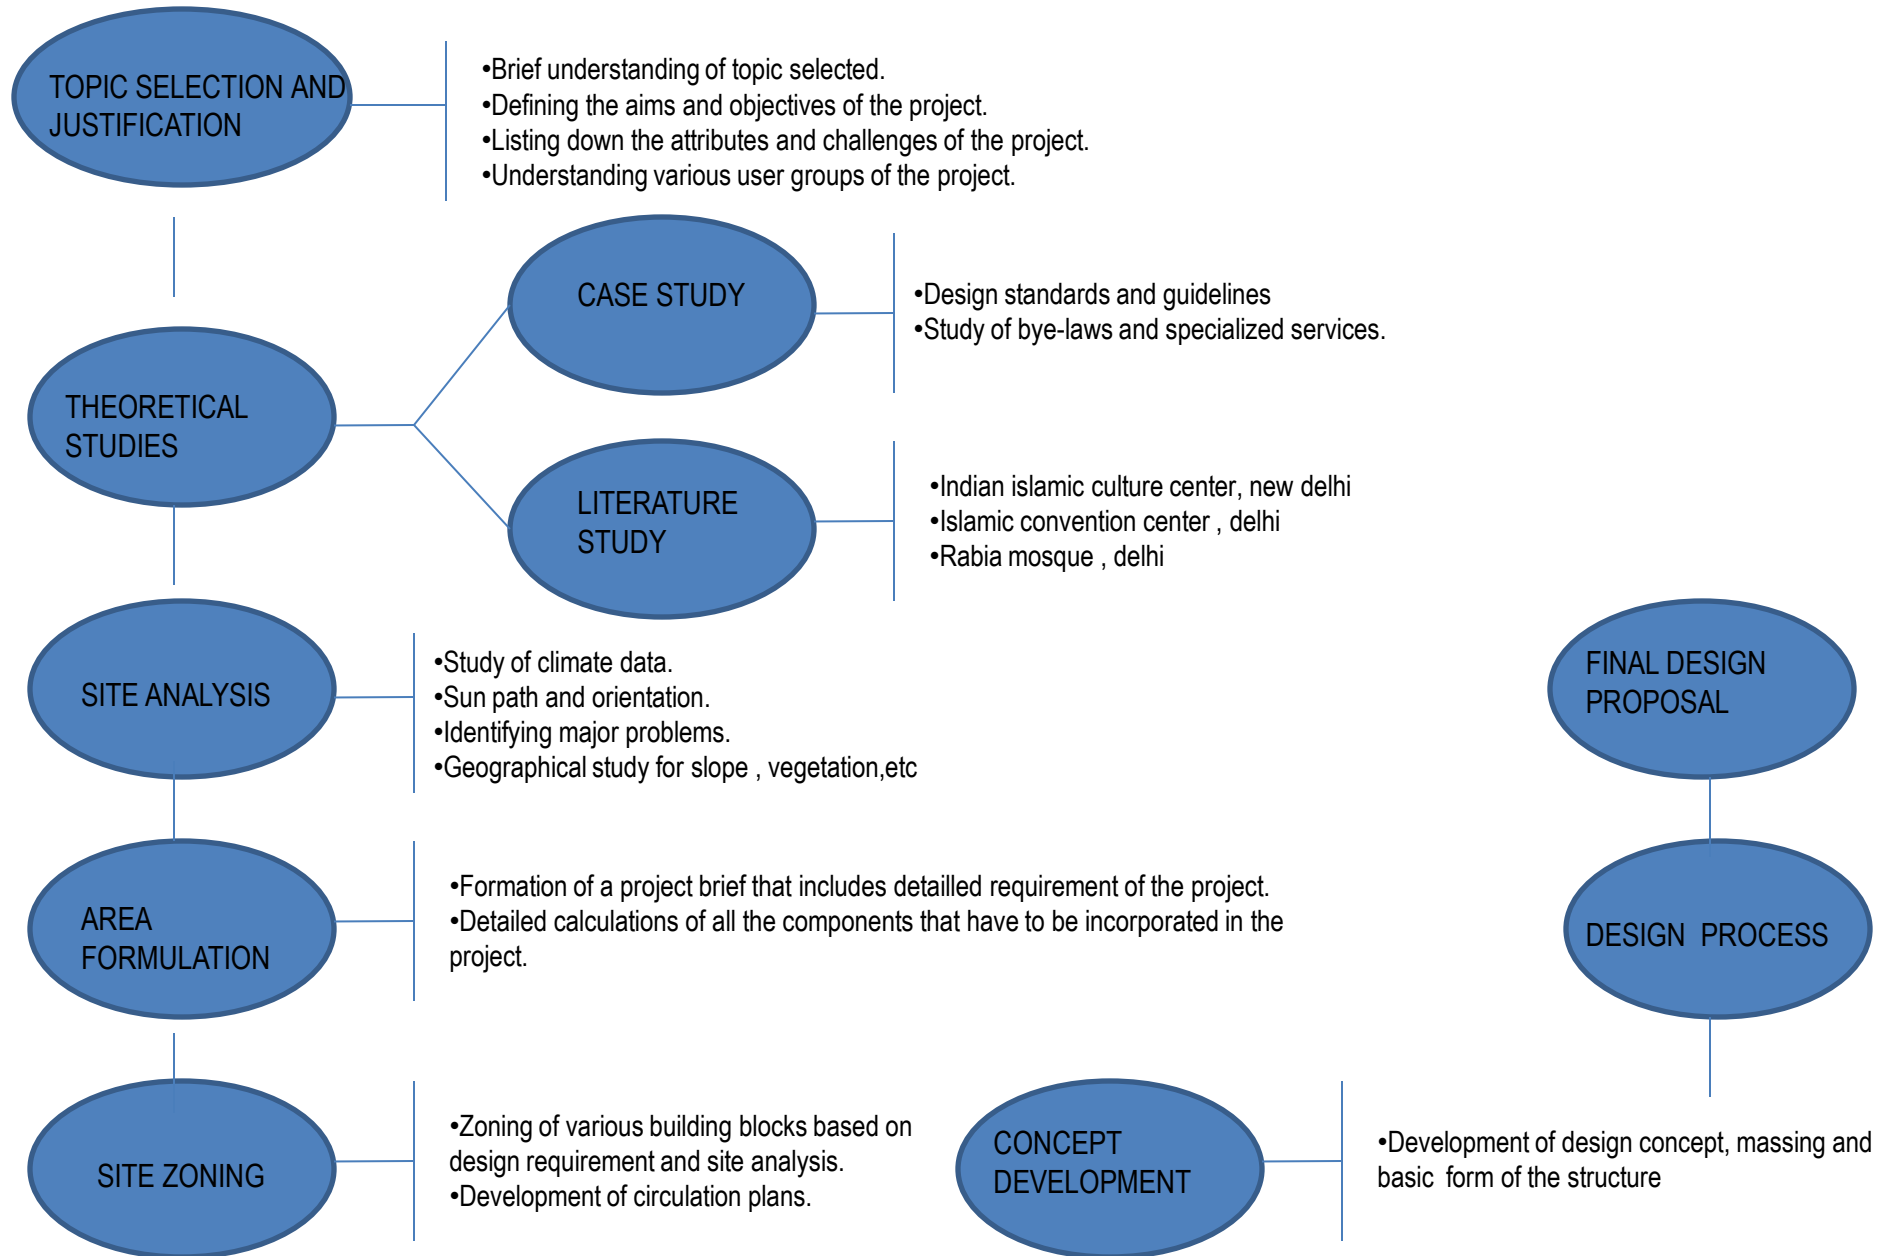 TOPIC SELECTION AND
JUSTIFICATION
•Brief understanding of topic selected.
•Defining the aims and objectives of the project.
•Listing down the attributes and challenges of the project.
•Understanding various user groups of the project.
THEORETICAL
STUDIES
CASE STUDY
•Design standards and guidelines
•Study of bye-laws and specialized services.
LITERATURE
STUDY
•Indian islamic culture center, new delhi
•Islamic convention center , delhi
•Rabia mosque , delhi
SITE ANALYSIS
•Study of climate data.
•Sun path and orientation.
•Identifying major problems.
•Geographical study for slope , vegetation,etc
AREA
FORMULATION
•Formation of a project brief that includes detailled requirement of the project.
•Detailed calculations of all the components that have to be incorporated in the
project.
SITE ZONING
•Zoning of various building blocks based on
design requirement and site analysis.
•Development of circulation plans.
CONCEPT
DEVELOPMENT
•Development of design concept, massing and
basic  form of the structure
DESIGN  PROCESS
FINAL DESIGN
PROPOSAL